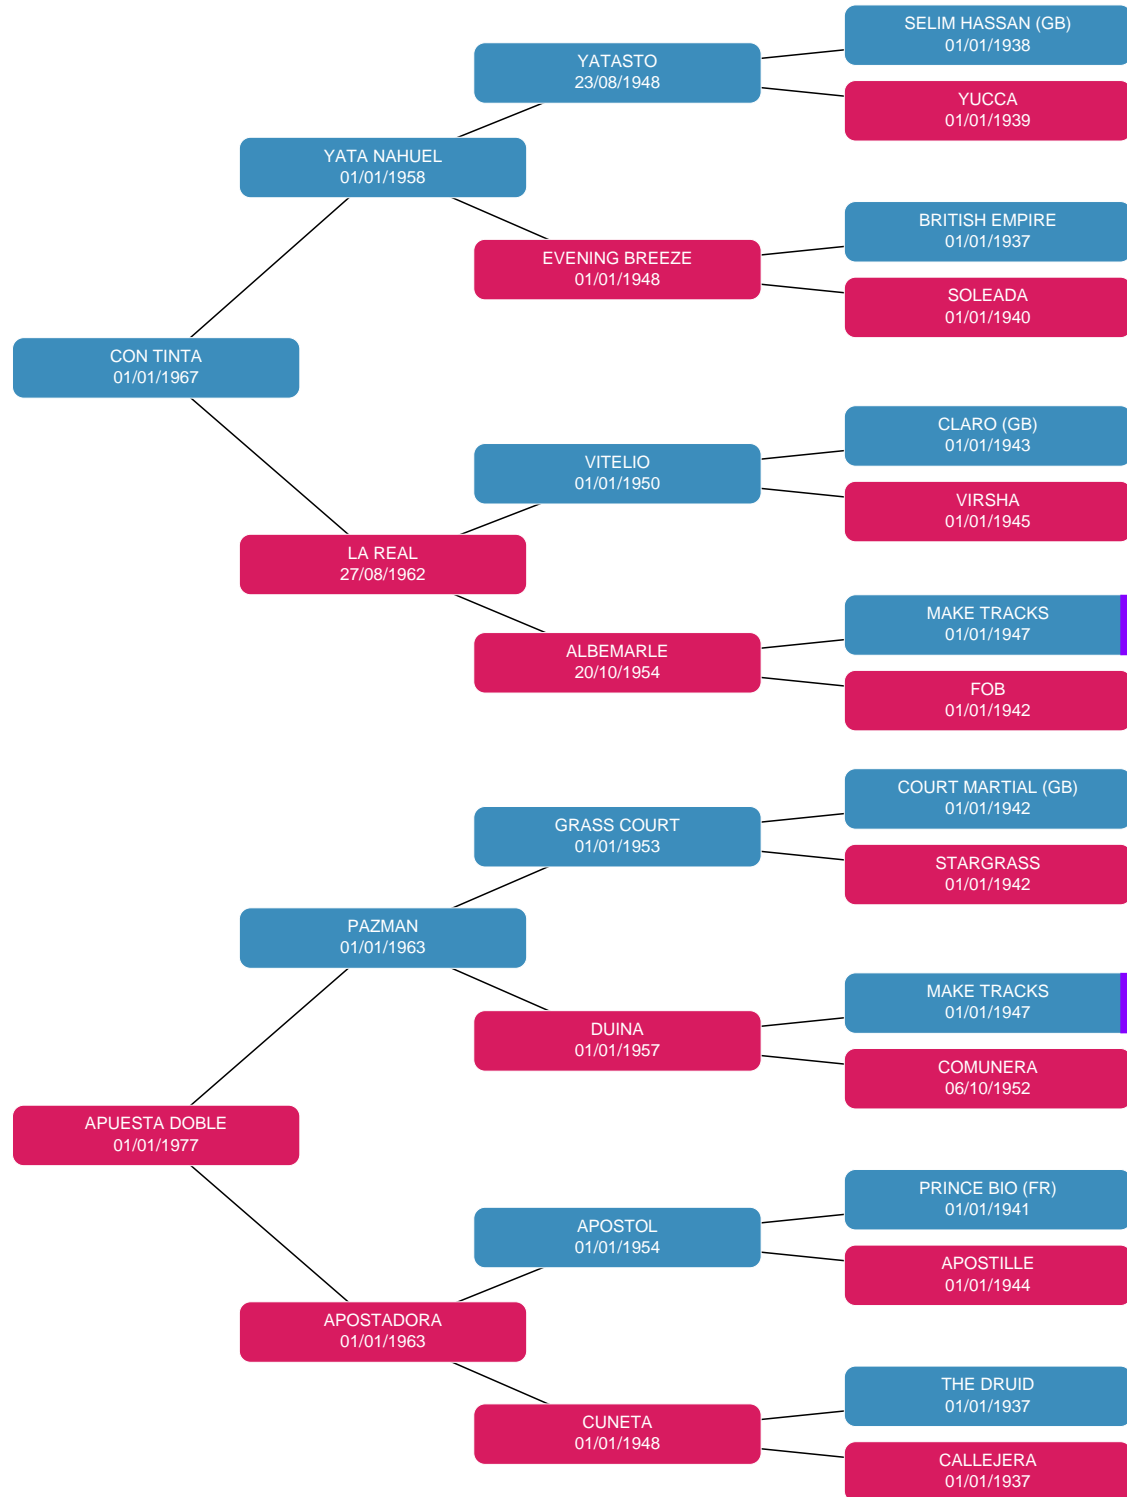 SELIM HASSAN (GB)
01/01/1938
YATASTO
23/08/1948
YUCCA
01/01/1939
YATA NAHUEL
01/01/1958
BRITISH EMPIRE
01/01/1937
EVENING BREEZE
01/01/1948
SOLEADA
01/01/1940
CON TINTA
01/01/1967
CLARO (GB)
01/01/1943
VITELIO
01/01/1950
VIRSHA
01/01/1945
LA REAL
27/08/1962
MAKE TRACKS
01/01/1947
ALBEMARLE
20/10/1954
FOB
01/01/1942
COURT MARTIAL (GB)
01/01/1942
GRASS COURT
01/01/1953
STARGRASS
01/01/1942
PAZMAN
01/01/1963
MAKE TRACKS
01/01/1947
DUINA
01/01/1957
COMUNERA
06/10/1952
APUESTA DOBLE
01/01/1977
PRINCE BIO (FR)
01/01/1941
APOSTOL
01/01/1954
APOSTILLE
01/01/1944
APOSTADORA
01/01/1963
THE DRUID
01/01/1937
CUNETA
01/01/1948
CALLEJERA
01/01/1937